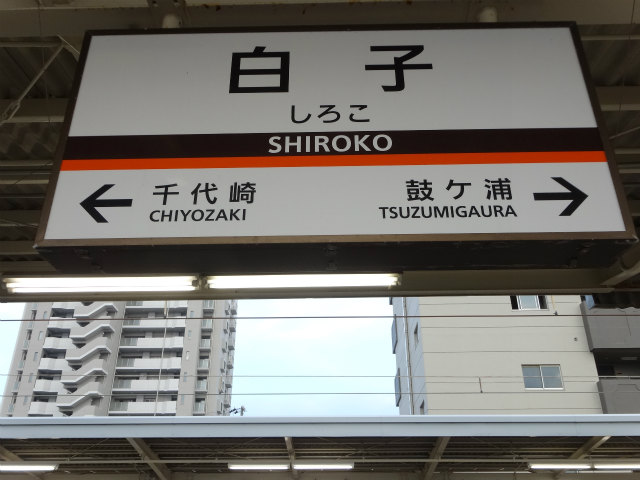 白子
しろこ
SHIROKO
← 千代崎
CHIYOZAKI
鼓ケ浦 →
TSUZUMIGAURA